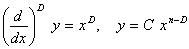 (d/dx)^D y = x^D, y = C x^{n-D}